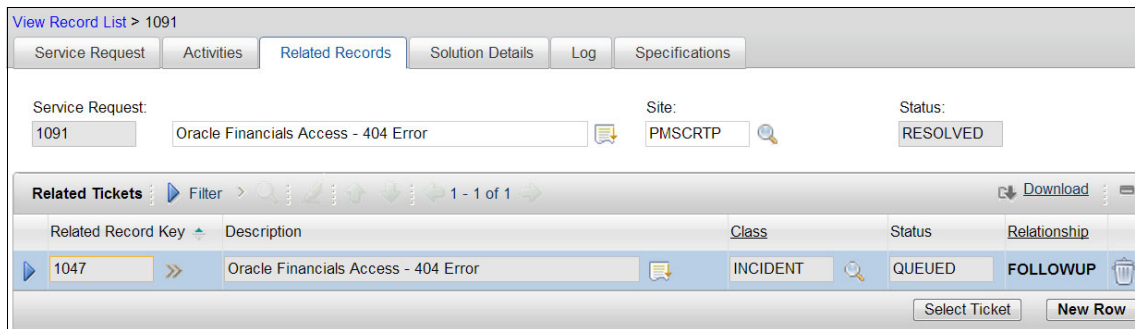 View Record List > 1091
Service Request Activities Related Records Solution Details Log Specifications
Service Request: Site: Status:
1091 Oracle Financials Access - 404 Error PMSCRTP RESOLVED
Related Tickets Filter > 1 - 1 of 1 Download
Related Record Key Description Class Status Relationship
1047 Oracle Financials Access - 404 Error INCIDENT QUEUED FOLLOWUP
Select Ticket New Row